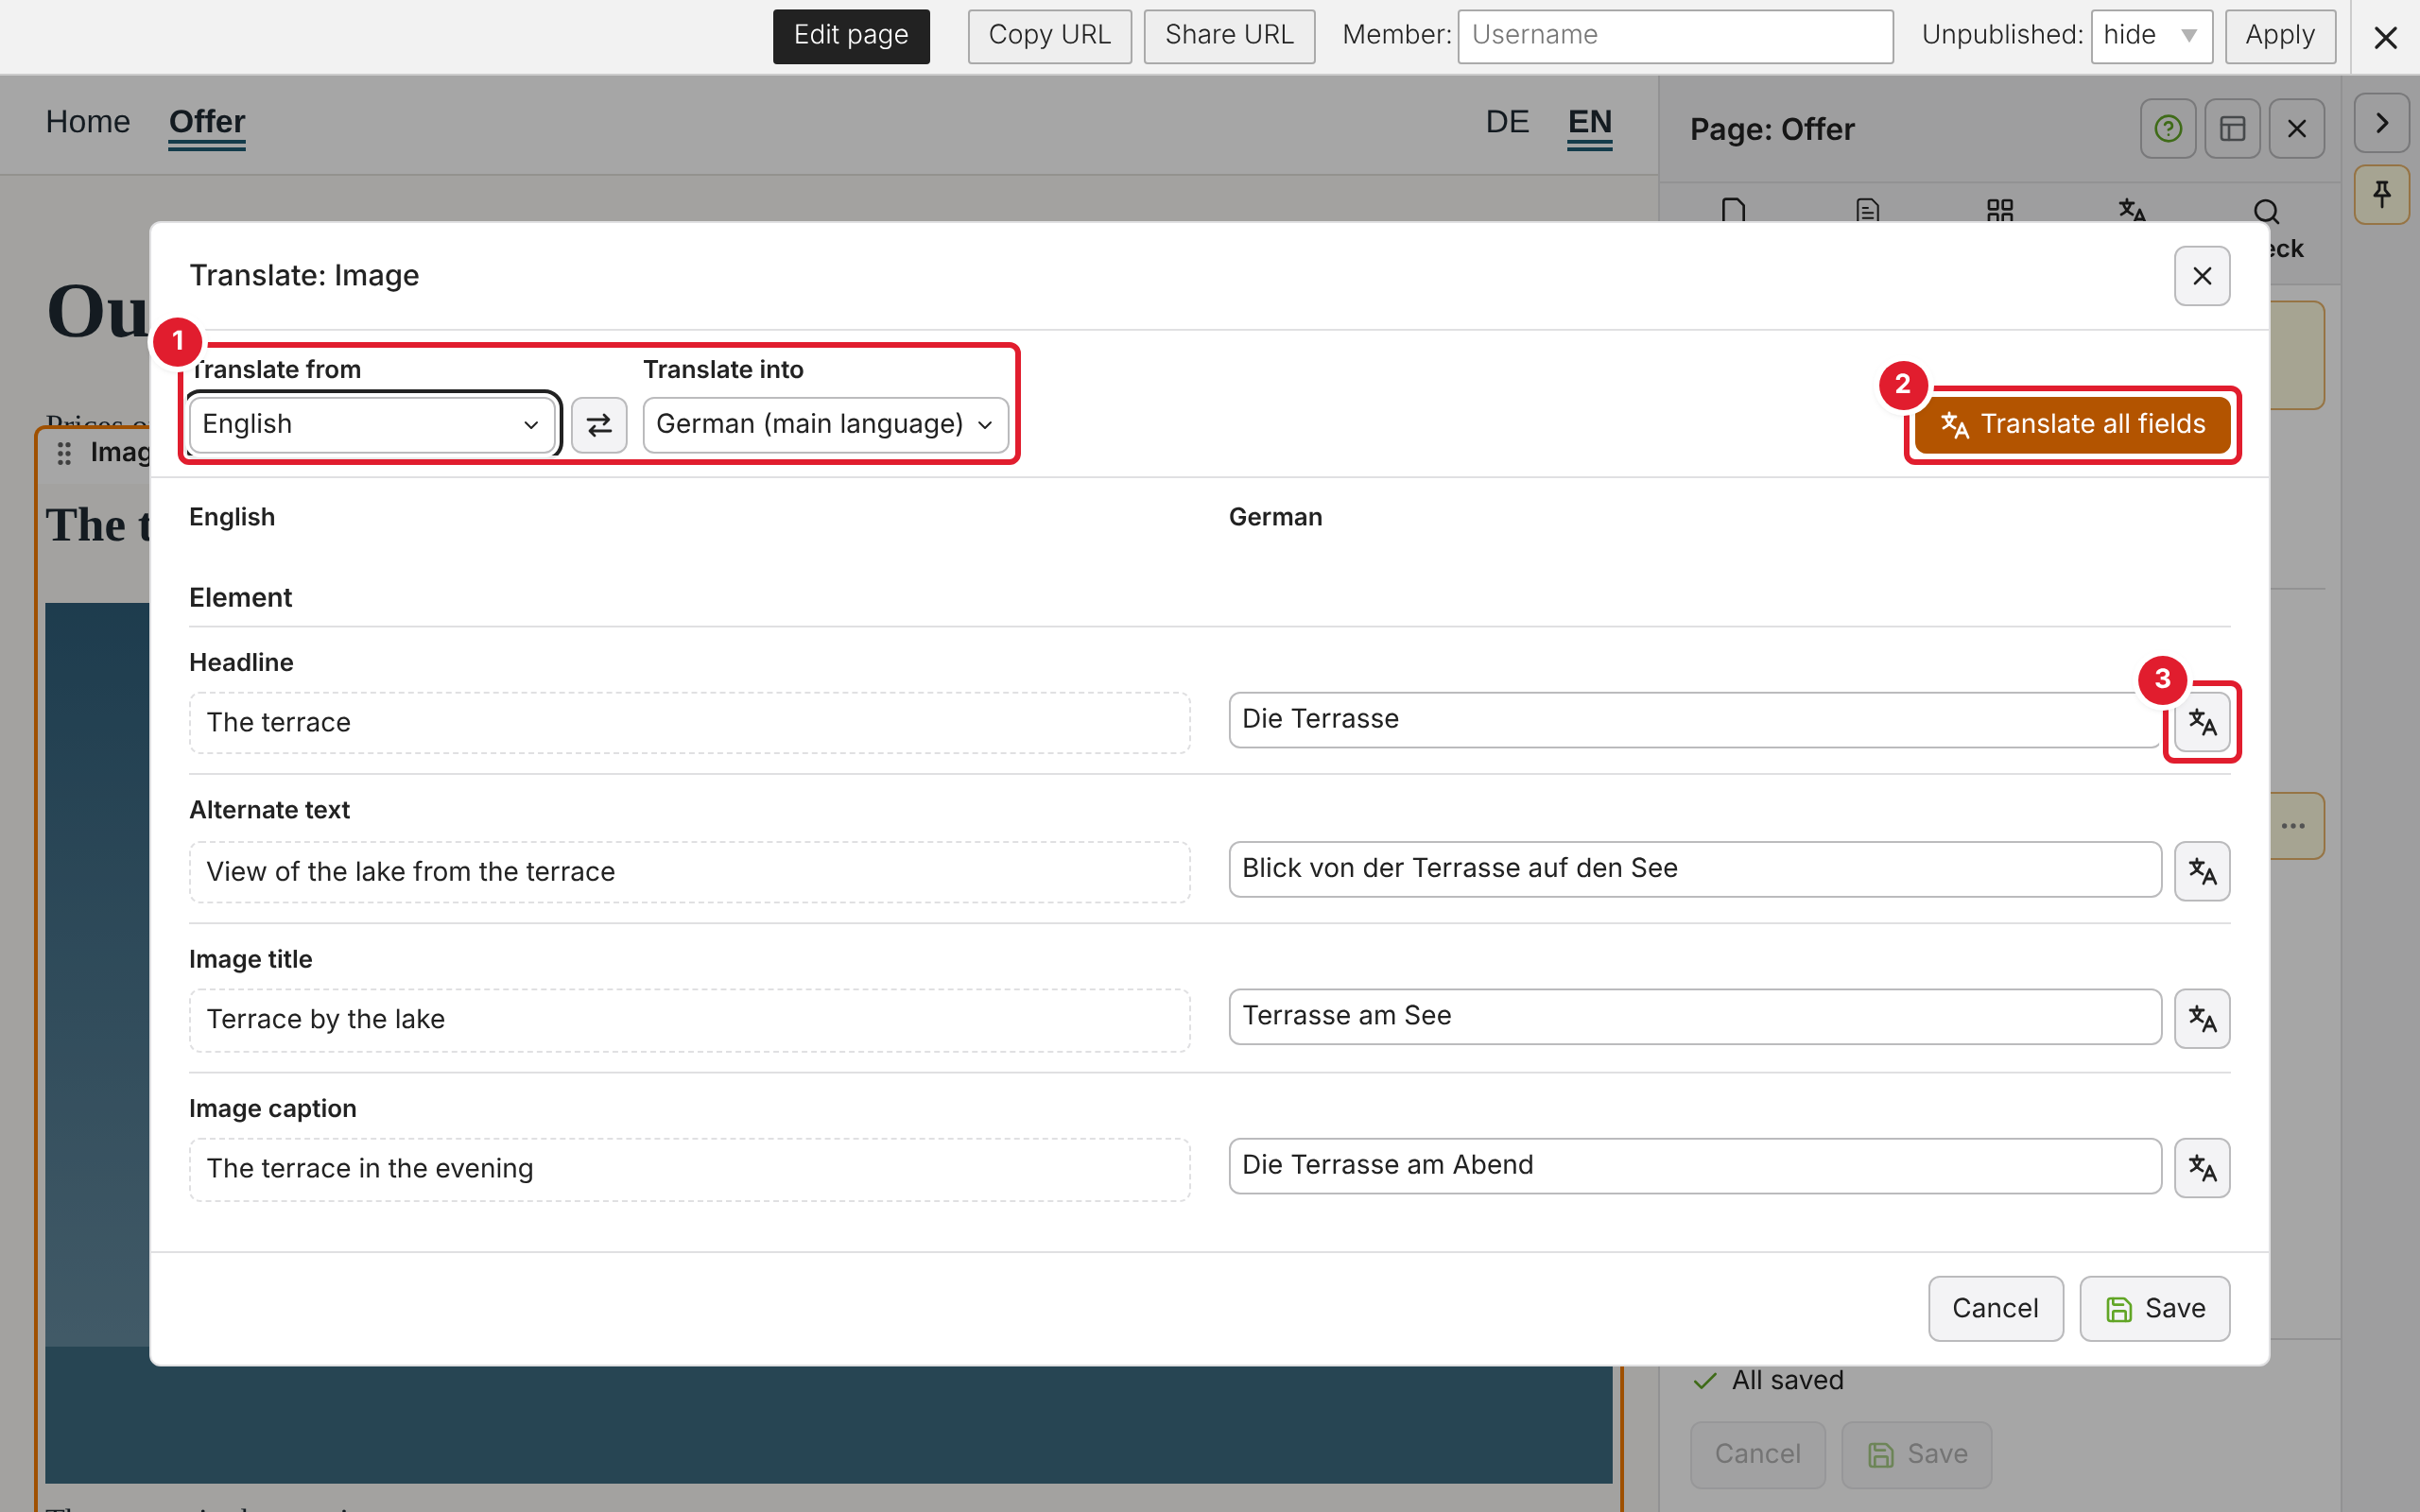 Edit page Copy URL Share URL Member: Username Unpublished: hide Apply
Home Offer DE EN
Page: Offer
Translate: Image
1
Translate from Translate into
English German (main language)
2
Translate all fields
English German
Element
Headline
The terrace Die Terrasse
3
Alternate text
View of the lake from the terrace Blick von der Terrasse auf den See
Image title
Terrace by the lake Terrasse am See
Image caption
The terrace in the evening Die Terrasse am Abend
Cancel Save
All saved
Cancel Save